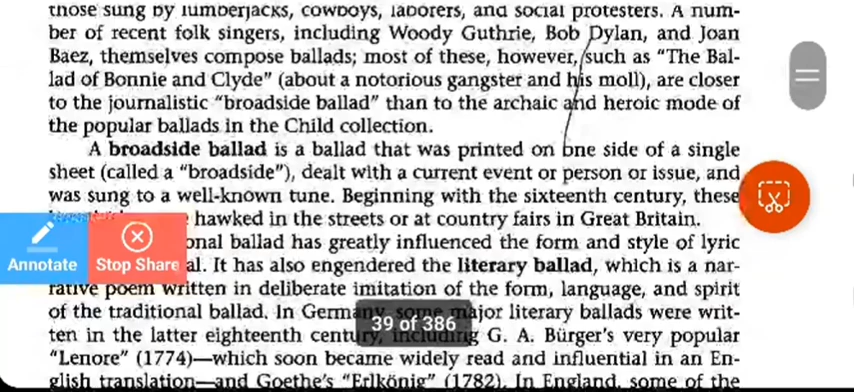 those sung by lumberjacks, cowboys, laborers, and social protesters. A num-
ber of recent folk singers, including Woody Guthrie, Bob Dylan, and Joan
Baez, themselves compose ballads; most of these, however, such as “The Bal-
lad of Bonnie and Clyde” (about a notorious gangster and his moll), are closer
to the journalistic “broadside ballad” than to the archaic and heroic mode of
the popular ballads in the Child collection.
A broadside ballad is a ballad that was printed on one side of a single
sheet (called a “broadside”), dealt with a current event or person or issue, and
was sung to a well-known tune. Beginning with the sixteenth century, these
hawked in the streets or at country fairs in Great Britain.
onal ballad has greatly influenced the form and style of lyric
Annotate
Stop Share
al. It has also engendered the literary ballad, which is a nar-
rative poem written in deliberate imitation of the form, language, and spirit
of the traditional ballad. In Germany, some major literary ballads were writ-
39 of 386
ten in the latter eighteenth century, including G. A. Bürger’s very popular
“Lenore” (1774)—which soon became widely read and influential in an En-
glish translation—and Goethe’s “Erlkönig” (1782). In England, some of the